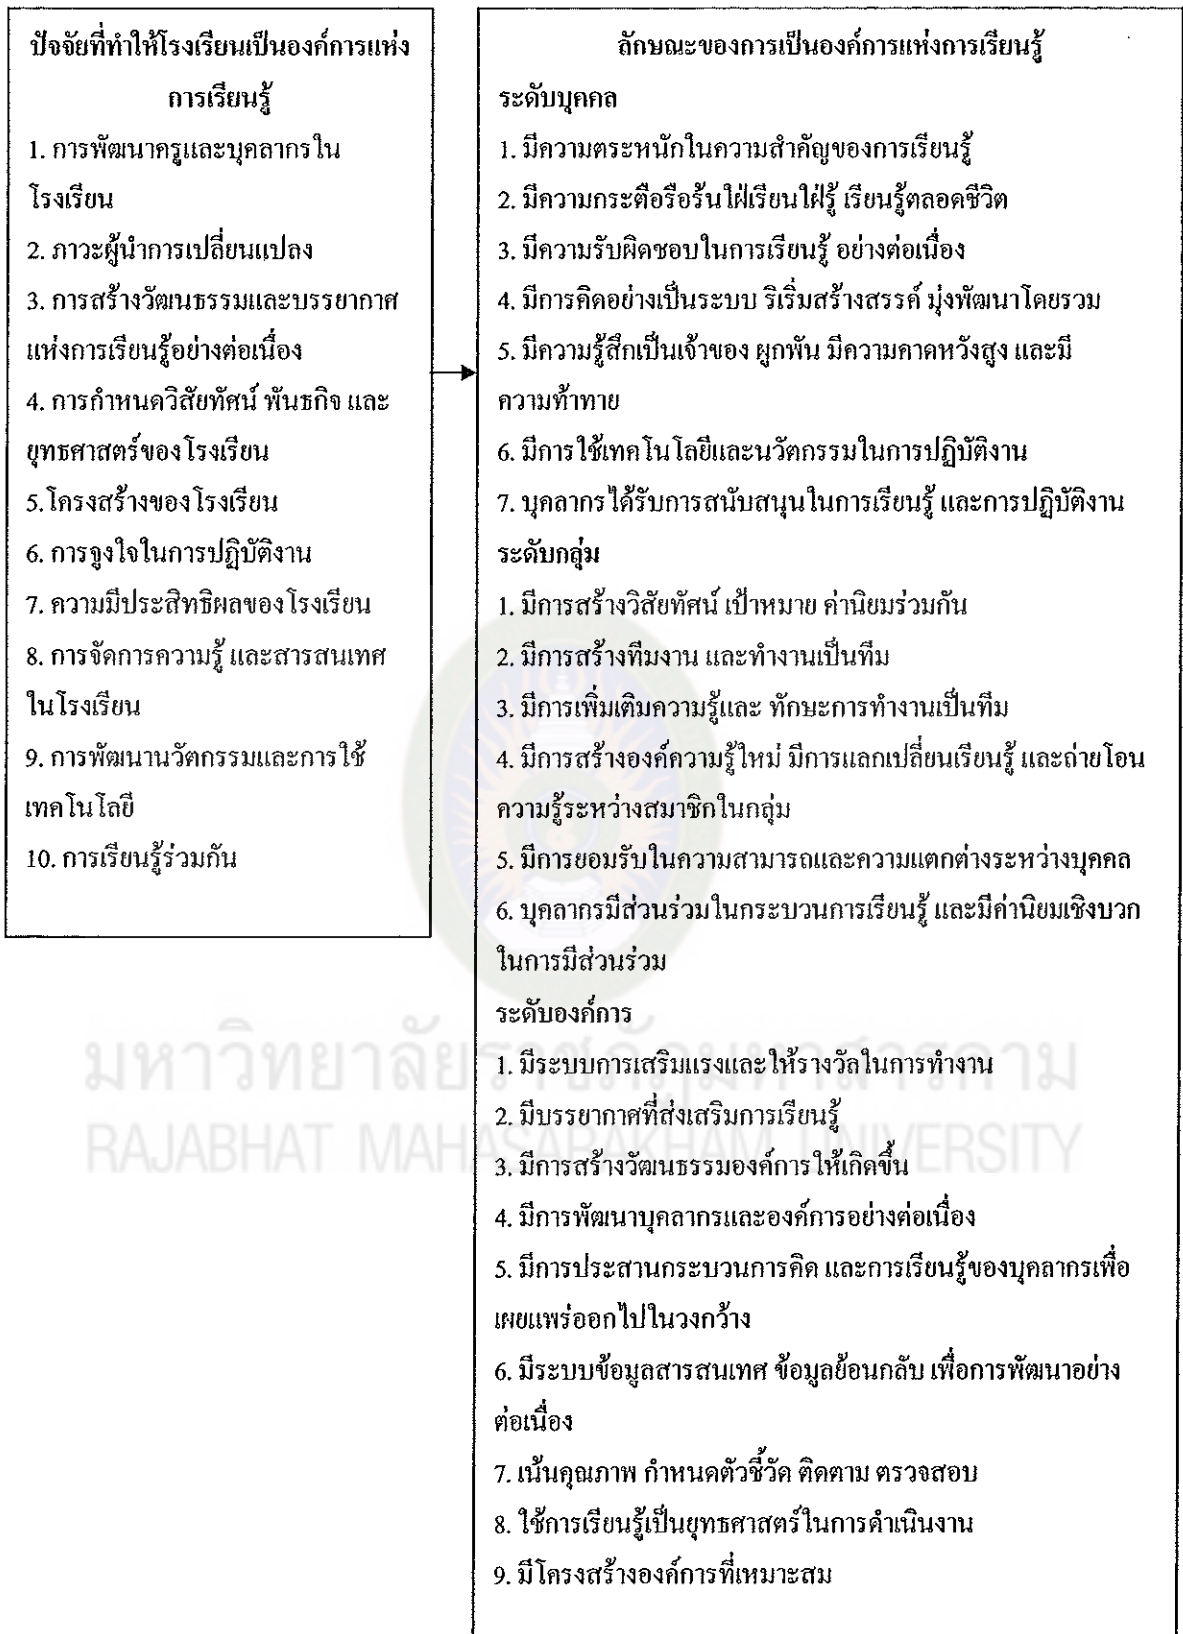 ปัจจัยที่ทำให้โรงเรียนเป็นองค์การแห่ง
การเรียนรู้
1. การพัฒนาครูและบุคลากรใน
โรงเรียน
2. ภาวะผู้นำการเปลี่ยนแปลง
3. การสร้างวัฒนธรรมและบรรยากาศ
แห่งการเรียนรู้อย่างต่อเนื่อง
4. การกำหนดวิสัยทัศน์ พันธกิจ และ
ยุทธศาสตร์ของโรงเรียน
5.โครงสร้างของโรงเรียน
6. การจูงใจในการปฏิบัติงาน
7. ความมีประสิทธิผลของโรงเรียน
8. การจัดการความรู้ และสารสนเทศ
ในโรงเรียน
9. การพัฒนานวัตกรรมและการใช้
เทคโนโลยี
10. การเรียนรู้ร่วมกัน
ลักษณะของการเป็นองค์การแห่งการเรียนรู้
ระดับบุคคล
1. มีความตระหนักในความสำคัญของการเรียนรู้
2. มีความกระตือรือร้นใฝ่เรียนใฝ่รู้ เรียนรู้ตลอดชีวิต
3. มีความรับผิดชอบในการเรียนรู้ อย่างต่อเนื่อง
4. มีการคิดอย่างเป็นระบบ ริเริ่มสร้างสรรค์ มุ่งพัฒนาโดยรวม
5. มีความรู้สึกเป็นเจ้าของ ผูกพัน มีความคาดหวังสูง และมี
ความท้าทาย
6. มีการใช้เทคโนโลยีและนวัตกรรมในการปฏิบัติงาน
7. บุคลากรได้รับการสนับสนุนในการเรียนรู้ และการปฏิบัติงาน
ระดับกลุ่ม
1. มีการสร้างวิสัยทัศน์ เป้าหมาย ค่านิยมร่วมกัน
2. มีการสร้างทีมงาน และทำงานเป็นทีม
3. มีการเพิ่มเติมความรู้และ ทักษะการทำงานเป็นทีม
4. มีการสร้างองค์ความรู้ใหม่ มีการแลกเปลี่ยนเรียนรู้ และถ่ายโอน
ความรู้ระหว่างสมาชิกในกลุ่ม
5. มีการยอมรับในความสามารถและความแตกต่างระหว่างบุคคล
6. บุคลากรมีส่วนร่วมในกระบวนการเรียนรู้ และมีค่านิยมเชิงบวก
ในการมีส่วนร่วม
ระดับองค์การ
1. มีระบบการเสริมแรงและให้รางวัลในการทำงาน
2. มีบรรยากาศที่ส่งเสริมการเรียนรู้
3. มีการสร้างวัฒนธรรมองค์การให้เกิดขึ้น
4. มีการพัฒนาบุคลากรและองค์การอย่างต่อเนื่อง
5. มีการประสานกระบวนการคิด และการเรียนรู้ของบุคลากรเพื่อ
เผยแพร่ออกไปในวงกว้าง
6. มีระบบข้อมูลสารสนเทศ ข้อมูลย้อนกลับ เพื่อการพัฒนาอย่าง
ต่อเนื่อง
7. เน้นคุณภาพ กำหนดตัวชี้วัด ติดตาม ตรวจสอบ
8. ใช้การเรียนรู้เป็นยุทธศาสตร์ในการดำเนินงาน
9. มีโครงสร้างองค์การที่เหมาะสม
มหาวิทยาลัยราชภัฏมหาสารคาม
RAJABHAT MAHASARAKHAM UNIVERSITY